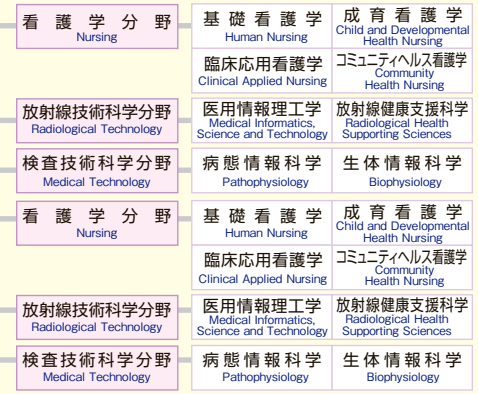 看護学分野
Nursing
基礎看護学
Human Nursing
成育看護学
Child and Developmental
Health Nursing
臨床応用看護学
Clinical Applied Nursing
コミュニティヘルス看護学
Community
Health Nursing
放射線技術科学分野
Radiological Technology
医用情報理工学
Medical Informatics,
Science and Technology
放射線健康支援科学
Radiological Health
Supporting Sciences
検査技術科学分野
Medical Technology
病態情報科学
Pathophysiology
生体情報科学
Biophysiology
看護学分野
Nursing
基礎看護学
Human Nursing
成育看護学
Child and Developmental
Health Nursing
臨床応用看護学
Clinical Applied Nursing
コミュニティヘルス看護学
Community
Health Nursing
放射線技術科学分野
Radiological Technology
医用情報理工学
Medical Informatics,
Science and Technology
放射線健康支援科学
Radiological Health
Supporting Sciences
検査技術科学分野
Medical Technology
病態情報科学
Pathophysiology
生体情報科学
Biophysiology